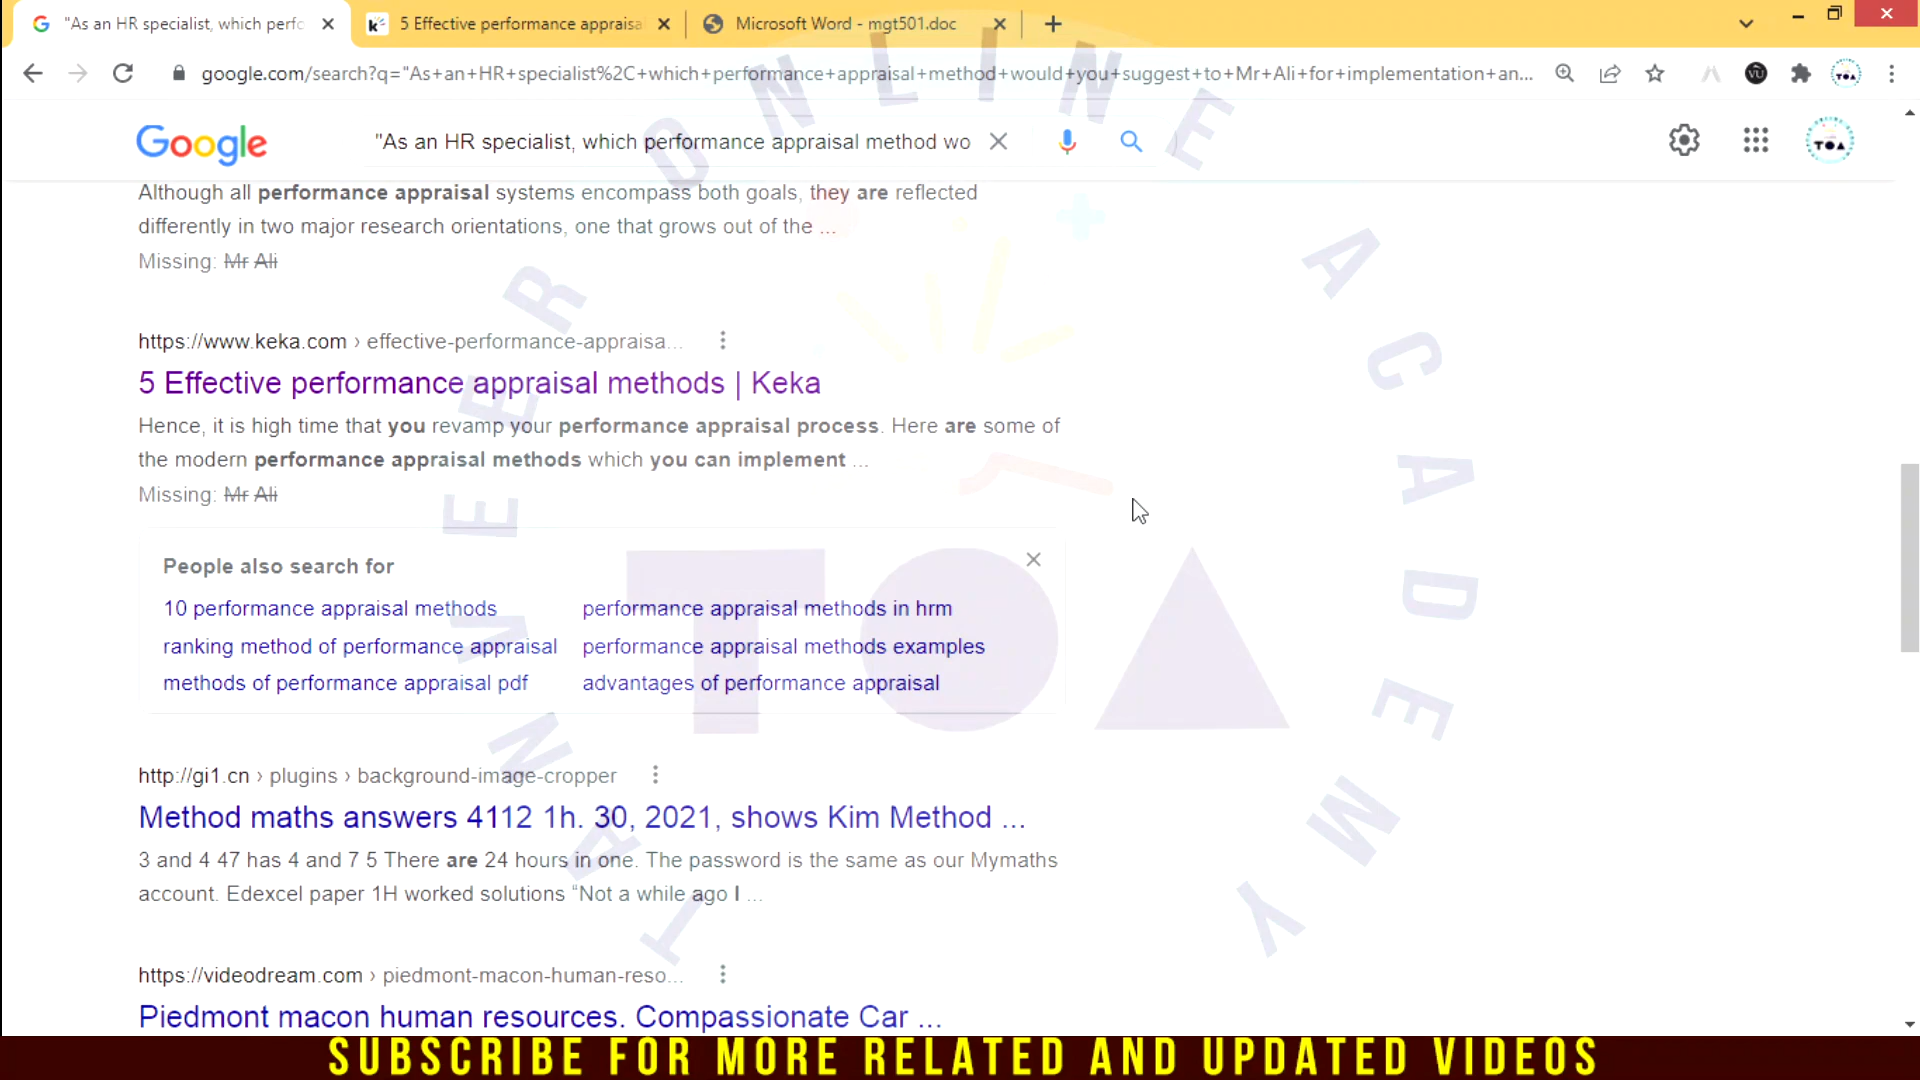 "As an HR specialist, which perfo
5 Effective performance appraisa
Microsoft Word - mgt501.doc
google.com/search?q="As+an+HR+specialist%2C+which+performance+appraisal+method+would+you+suggest+to+Mr+Ali+for+implementation+an...
Google
"As an HR specialist, which performance appraisal method wo
TOA
Although all performance appraisal systems encompass both goals, they are reflected
differently in two major research orientations, one that grows out of the ...
Missing: Mr Ali
https://www.keka.com › effective-performance-appraisa...
5 Effective performance appraisal methods | Keka
Hence, it is high time that you revamp your performance appraisal process. Here are some of
the modern performance appraisal methods which you can implement ...
Missing: Mr Ali
People also search for
10 performance appraisal methods
performance appraisal methods in hrm
ranking method of performance appraisal
performance appraisal methods examples
methods of performance appraisal pdf
advantages of performance appraisal
http://gi1.cn › plugins › background-image-cropper
Method maths answers 4112 1h. 30, 2021, shows Kim Method ...
3 and 4 47 has 4 and 7 5 There are 24 hours in one. The password is the same as our Mymaths
account. Edexcel paper 1H worked solutions “Not a while ago I ...
https://videodream.com › piedmont-macon-human-reso...
Piedmont macon human resources. Compassionate Car ...
TANVEER ONLINE ACADEMY
TOA
SUBSCRIBE FOR MORE RELATED AND UPDATED VIDEOS